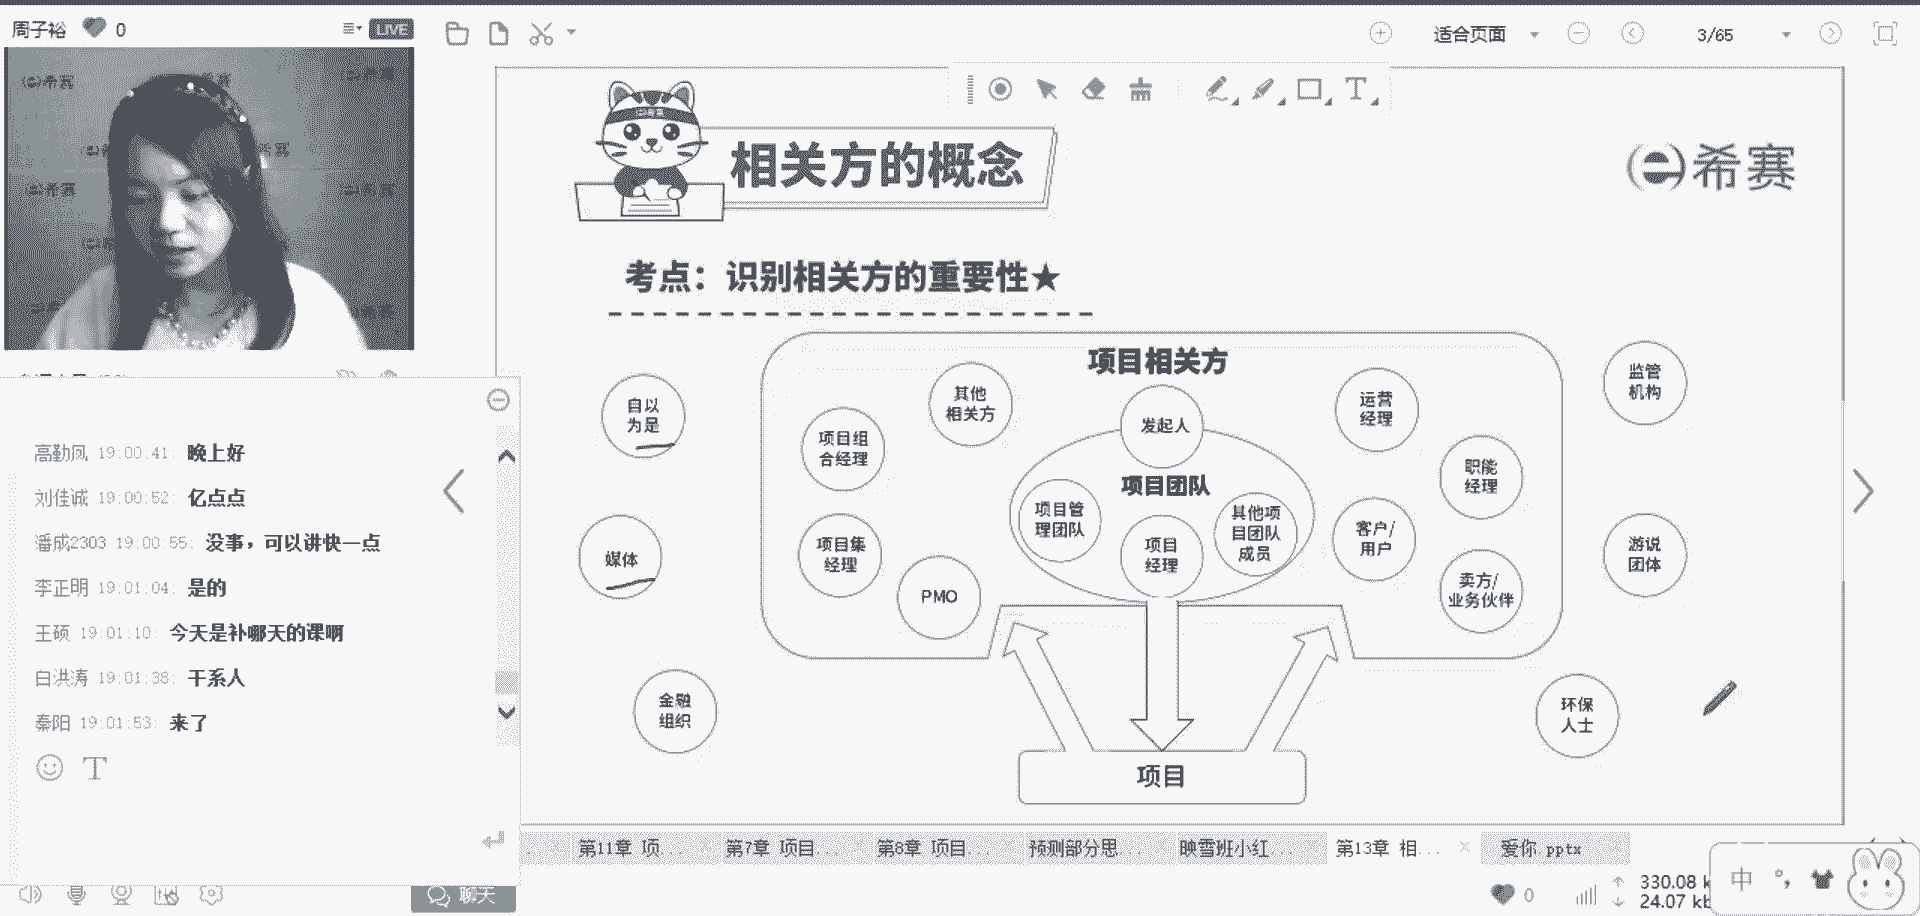 周子裕 0
LIVE
适合页面
3/65
相关方的概念
希赛
考点：识别相关方的重要性★
项目相关方
自以
为是
媒体
金融
组织
项目组
合经理
其他
相关方
项目集
经理
PMO
发起人
项目团队
项目管
理团队
项目
经理
其他项
目团队
成员
运营
经理
职能
经理
客户/
用户
卖方/
业务伙伴
监管
机构
游说
团体
环保
人士
项目
高勤凤 19:00:41: 晚上好
刘佳诚 19:00:52: 亿点点
潘成2303 19:00:55: 没事，可以讲快一点
李正明 19:01:04: 是的
王硕 19:01:10: 今天是补哪天的课啊
白洪涛 19:01:38: 干系人
秦阳 19:01:53: 来了
第11章 项...
第7章 项目...
第8章 项目...
预测部分思...
映雪班小红...
第13章 相...
爱你.pptx
聊天
0
330.08 k
24.07 kb
中